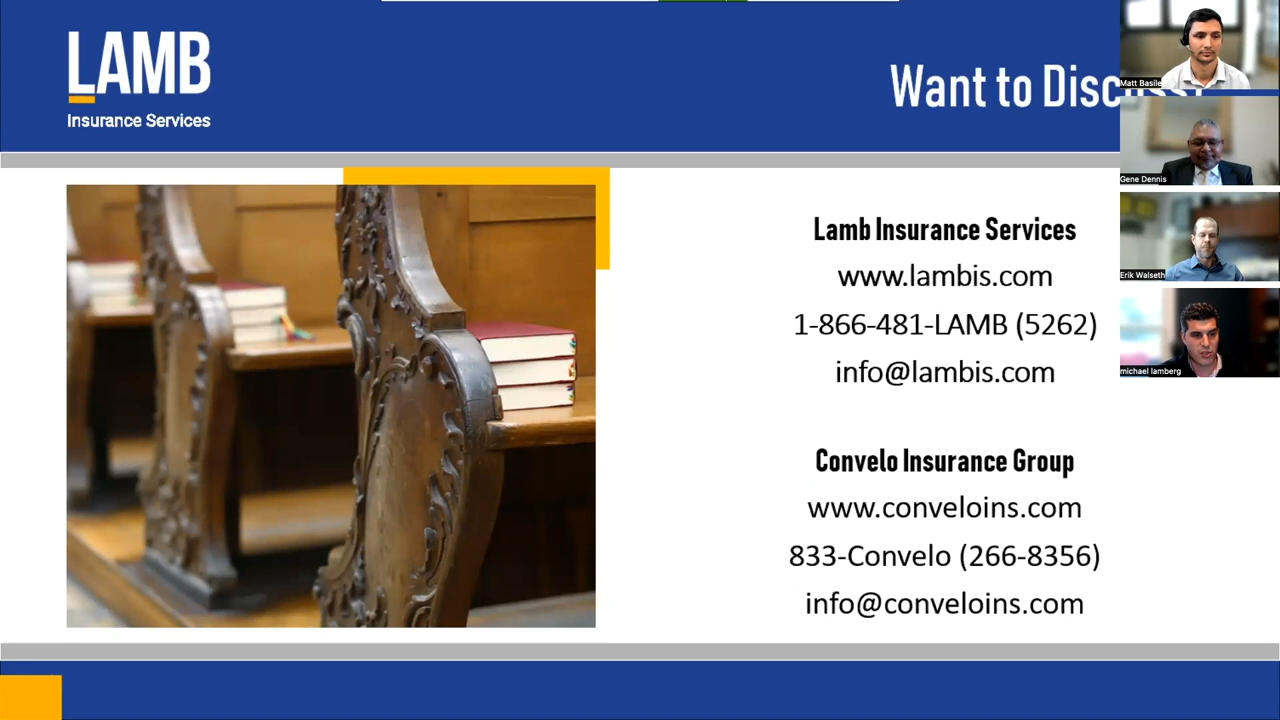 LAMB
Insurance Services
Want to
Matt Basile
Gene Dennis
Erik Walseth
michael lamberg
Lamb Insurance Services
www.lambis.com
1-866-481-LAMB (5262)
info@lambis.com
Convelo Insurance Group
www.conveloins.com
833-Convelo (266-8356)
info@conveloins.com